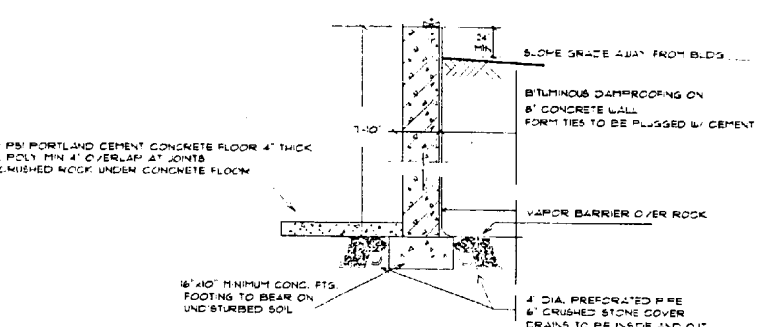 24"
MIN
SLOPE GRADE AWAY FROM BLDG
BITUMINOUS DAMPROOFING ON
8" CONCRETE WALL
FORM TIES TO BE PLUGGED W/ CEMENT
7'-10"
PSI PORTLAND CEMENT CONCRETE FLOOR 4" THICK
POLY MIN 4" OVERLAP AT JOINTS
CRUSHED ROCK UNDER CONCRETE FLOOR
VAPOR BARRIER OVER ROCK
16"x10" MINIMUM CONC. FTG.
FOOTING TO BEAR ON
UNDISTURBED SOIL
4" DIA. PREFORATED PIPE
6" CRUSHED STONE COVER
DRAINS TO BE INSIDE AND OUT